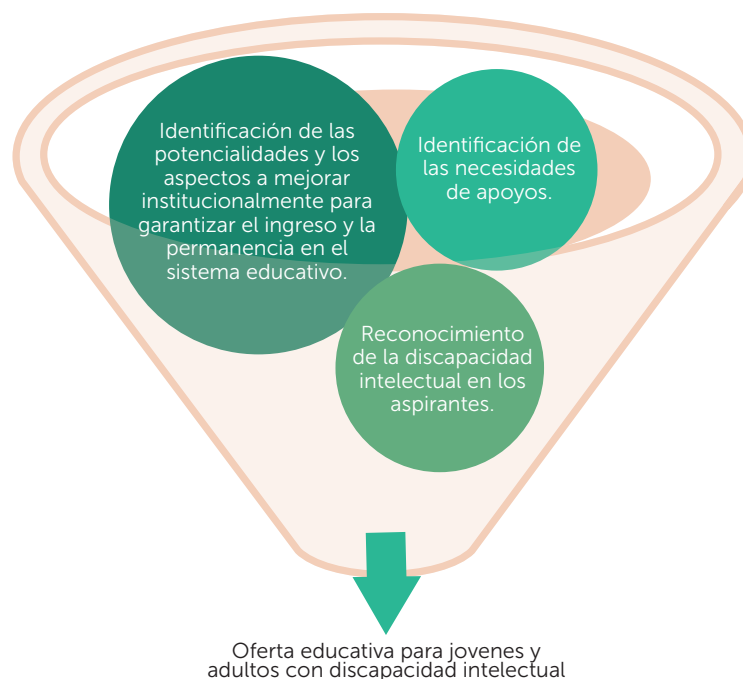 Identificación de las
potencialidades y los
aspectos a mejorar
institucionalmente para
garantizar el ingreso y la
permanencia en el
sistema educativo.
Identificación de
las necesidades
de apoyos.
Reconocimiento
de la discapacidad
intelectual en los
aspirantes.
Oferta educativa para jovenes y
adultos con discapacidad intelectual